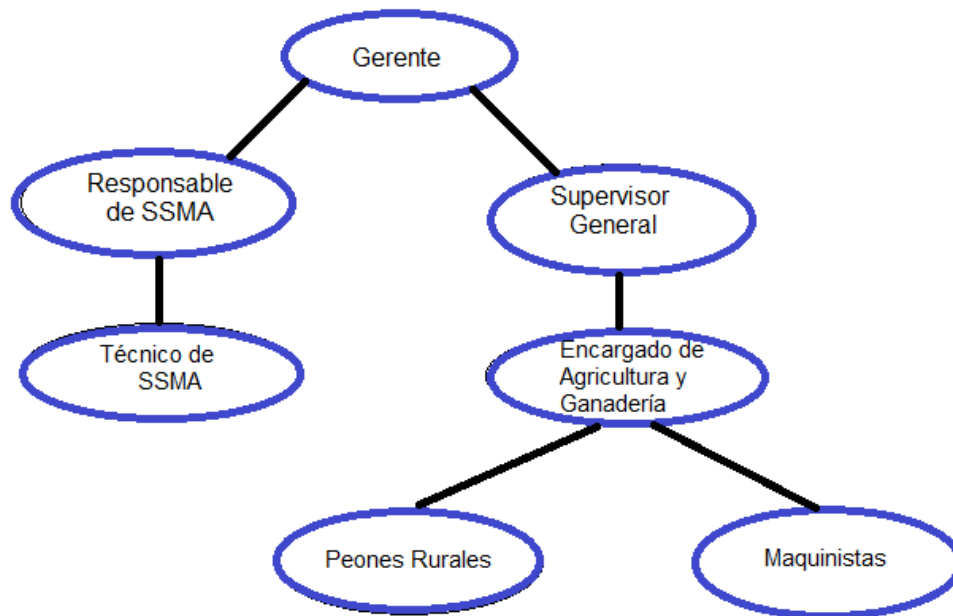 Gerente
Responsable
de SSMA
Supervisor
General
Técnico de
SSMA
Encargado de
Agricultura y
Ganadería
Peones Rurales
Maquinistas